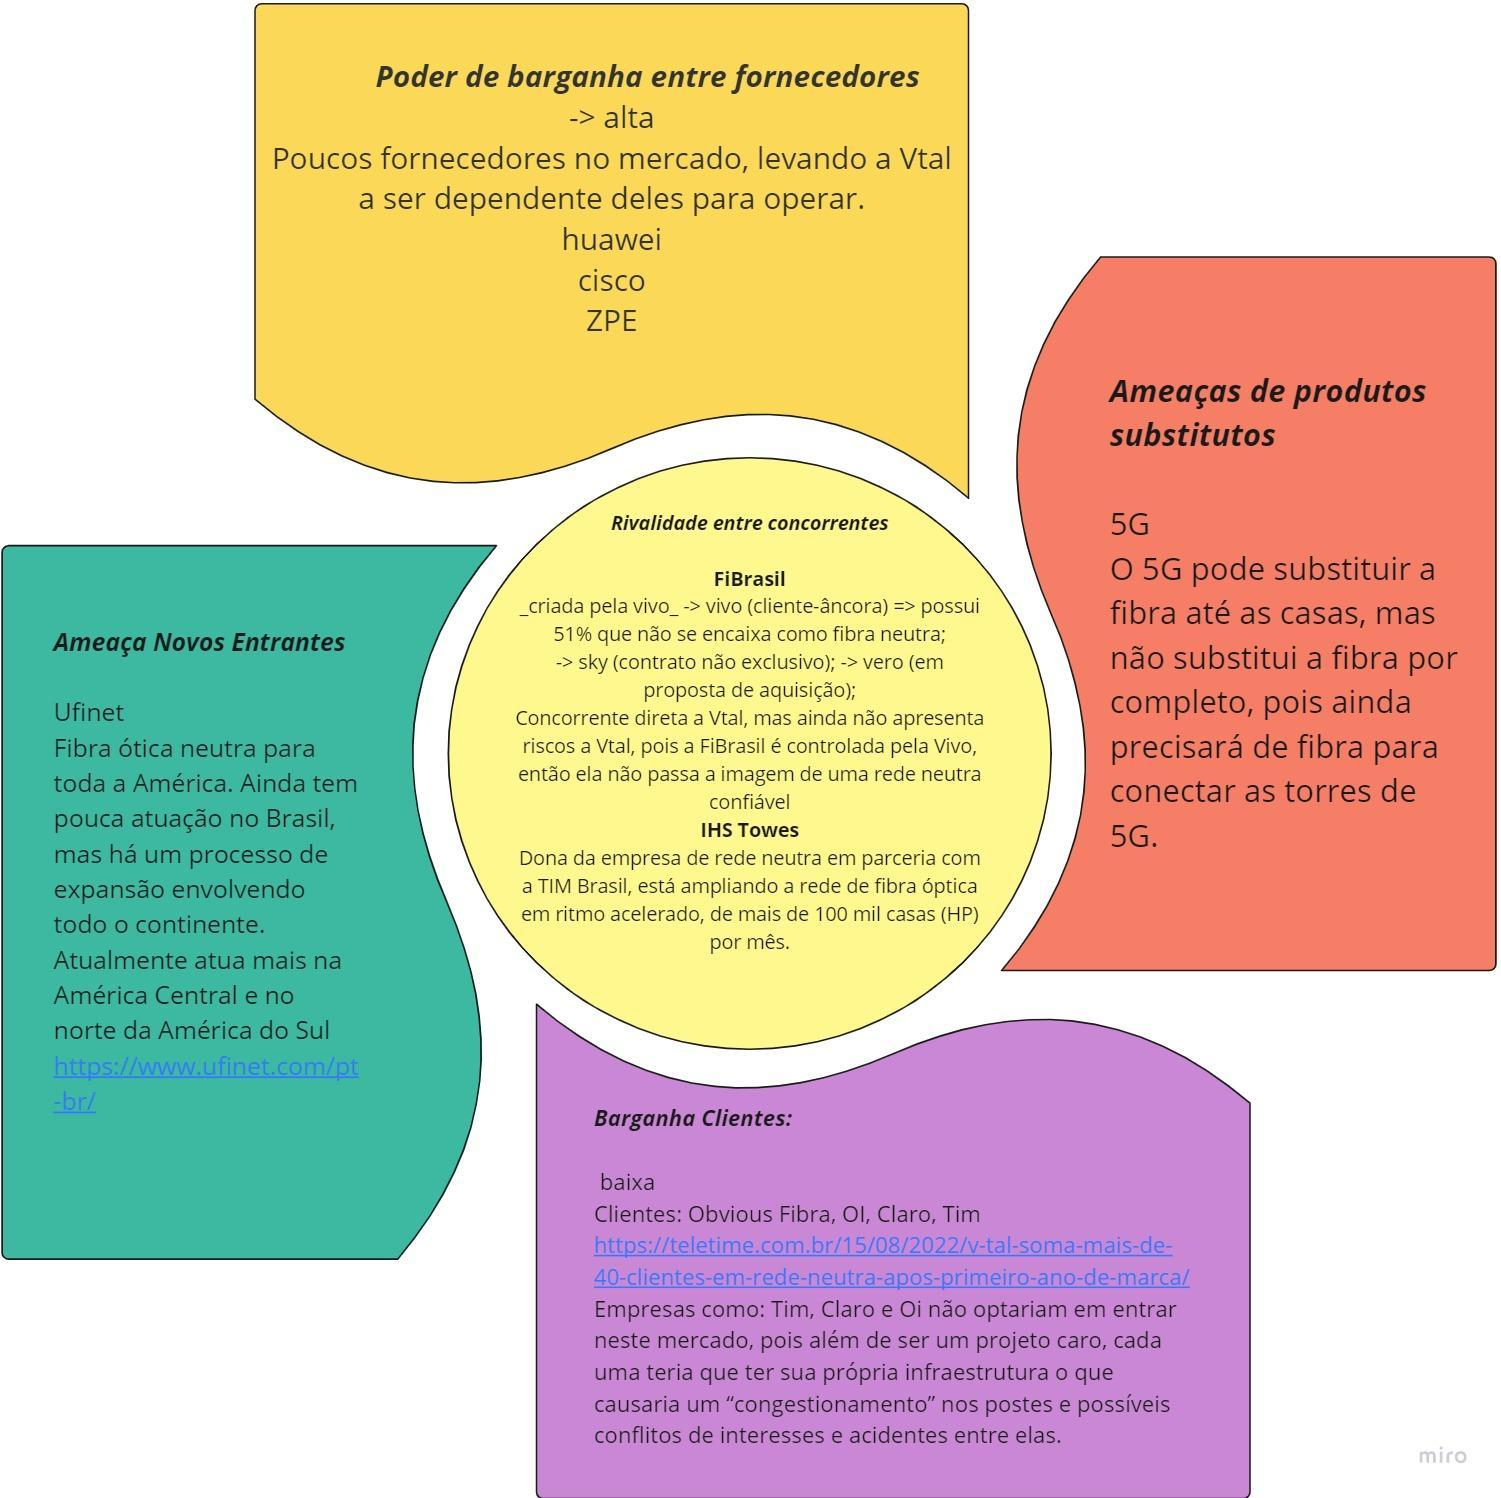 Poder de barganha entre fornecedores
-> alta
Poucos fornecedores no mercado, levando a Vtal
a ser dependente deles para operar.
huawei
cisco
ZPE
Ameaças de produtos
substitutos
5G
O 5G pode substituir a
fibra até as casas, mas
não substitui a fibra por
completo, pois ainda
precisará de fibra para
conectar as torres de
5G.
Rivalidade entre concorrentes
FiBrasil
_criada pela vivo_ -> vivo (cliente-âncora) => possui
51% que não se encaixa como fibra neutra;
-> sky (contrato não exclusivo); -> vero (em
proposta de aquisição);
Concorrente direta a Vtal, mas ainda não apresenta
riscos a Vtal, pois a FiBrasil é controlada pela Vivo,
então ela não passa a imagem de uma rede neutra
confiável
IHS Towes
Dona da empresa de rede neutra em parceria com
a TIM Brasil, está ampliando a rede de fibra óptica
em ritmo acelerado, de mais de 100 mil casas (HP)
por mês.
Ameaça Novos Entrantes
Ufinet
Fibra ótica neutra para
toda a América. Ainda tem
pouca atuação no Brasil,
mas há um processo de
expansão envolvendo
todo o continente.
Atualmente atua mais na
América Central e no
norte da América do Sul
https://www.ufinet.com/pt
-br/
Barganha Clientes:
baixa
Clientes: Obvious Fibra, OI, Claro, Tim
https://teletime.com.br/15/08/2022/v-tal-soma-mais-de-
40-clientes-em-rede-neutra-apos-primeiro-ano-de-marca/
Empresas como: Tim, Claro e Oi não optariam em entrar
neste mercado, pois além de ser um projeto caro, cada
uma teria que ter sua própria infraestrutura o que
causaria um “congestionamento” nos postes e possíveis
conflitos de interesses e acidentes entre elas.
miro